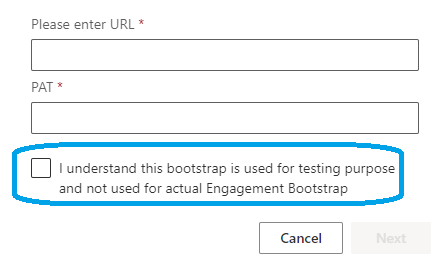 Please enter URL *
PAT *
I understand this bootstrap is used for testing purpose
and not used for actual Engagement Bootstrap
Cancel
Next